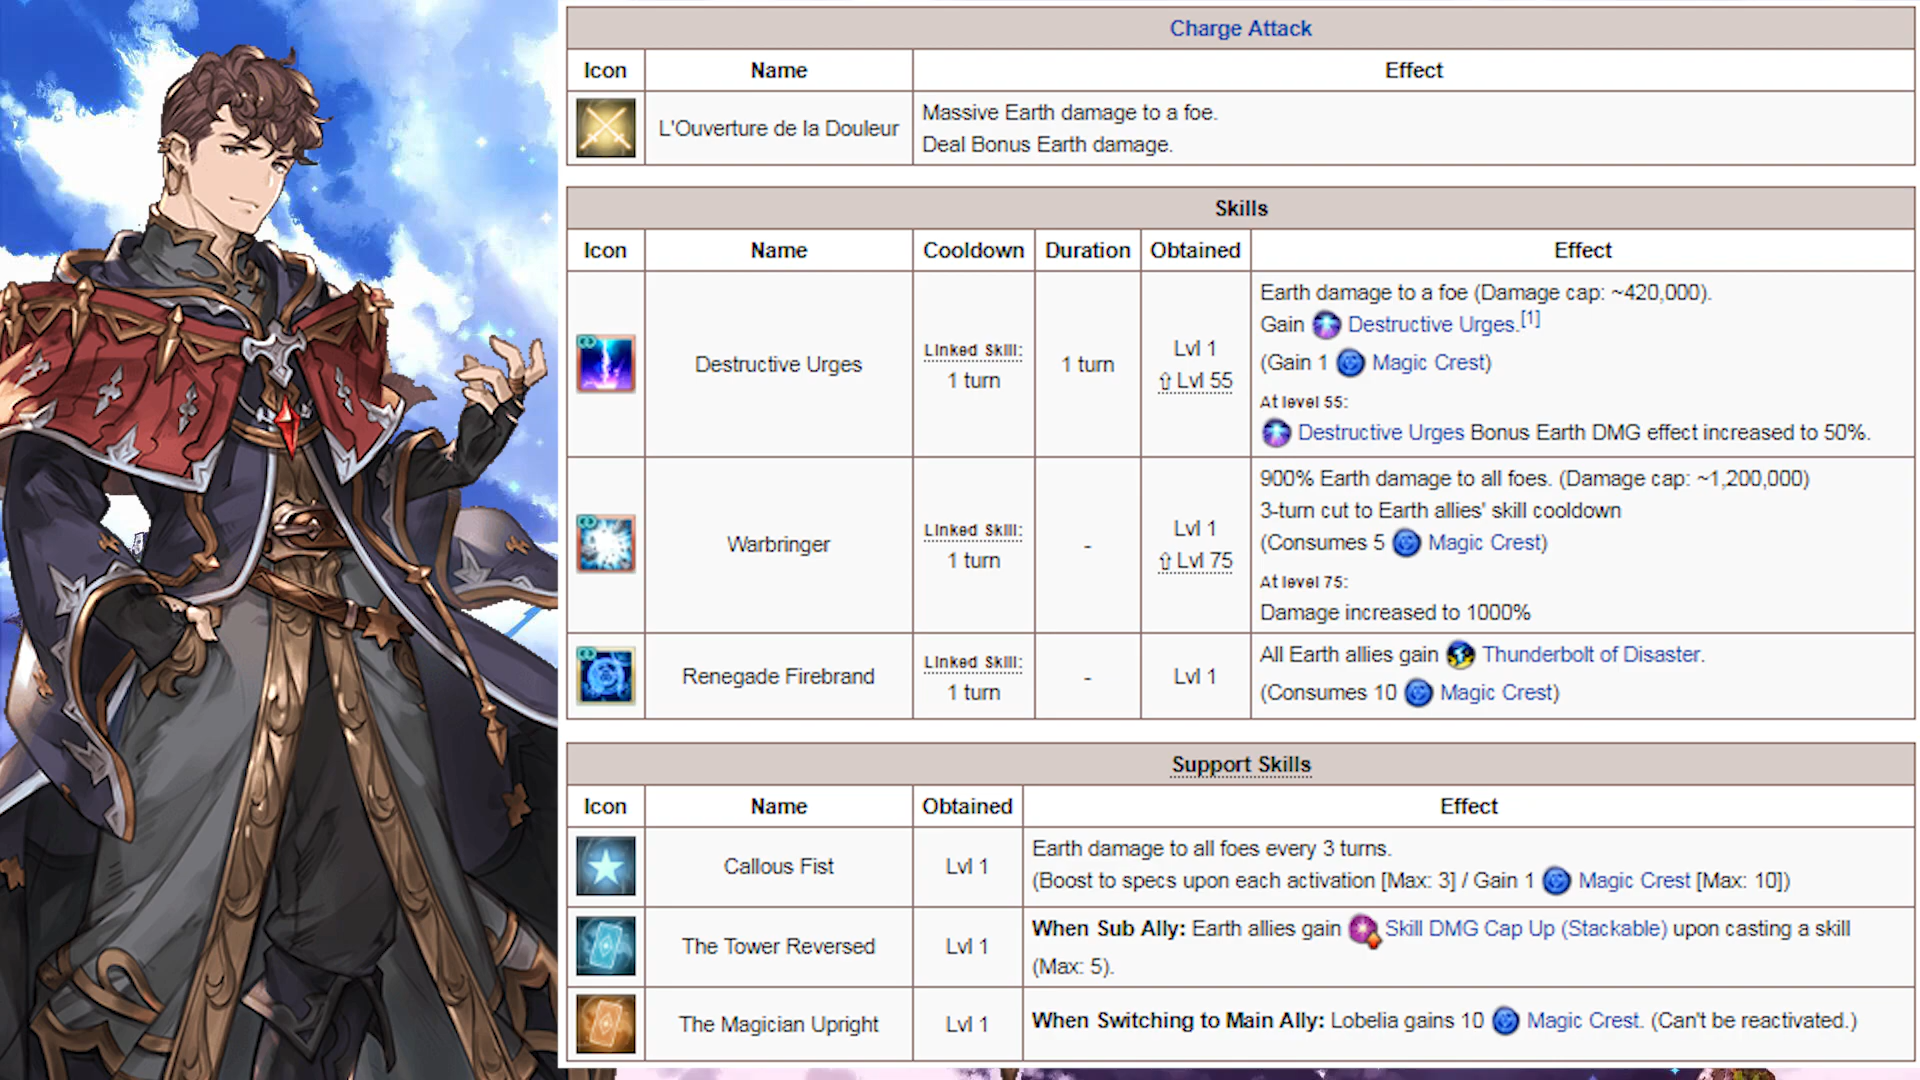 Charge Attack
Icon Name Effect
L'Ouverture de la Douleur
Massive Earth damage to a foe.
Deal Bonus Earth damage.
Skills
Icon Name Cooldown Duration Obtained Effect
Destructive Urges
Linked Skill:
1 turn
1 turn
Lvl 1
⇧ Lvl 55
Earth damage to a foe (Damage cap: ~420,000).
Gain Destructive Urges.[1]
(Gain 1 Magic Crest)
At level 55:
Destructive Urges Bonus Earth DMG effect increased to 50%.
Warbringer
Linked Skill:
1 turn
-
Lvl 1
⇧ Lvl 75
900% Earth damage to all foes. (Damage cap: ~1,200,000)
3-turn cut to Earth allies' skill cooldown
(Consumes 5 Magic Crest)
At level 75:
Damage increased to 1000%
Renegade Firebrand
Linked Skill:
1 turn
-
Lvl 1
All Earth allies gain Thunderbolt of Disaster.
(Consumes 10 Magic Crest)
Support Skills
Icon Name Obtained Effect
Callous Fist
Lvl 1
Earth damage to all foes every 3 turns.
(Boost to specs upon each activation [Max: 3] / Gain 1 Magic Crest [Max: 10])
The Tower Reversed
Lvl 1
When Sub Ally: Earth allies gain Skill DMG Cap Up (Stackable) upon casting a skill
(Max: 5).
The Magician Upright
Lvl 1
When Switching to Main Ally: Lobelia gains 10 Magic Crest. (Can't be reactivated.)